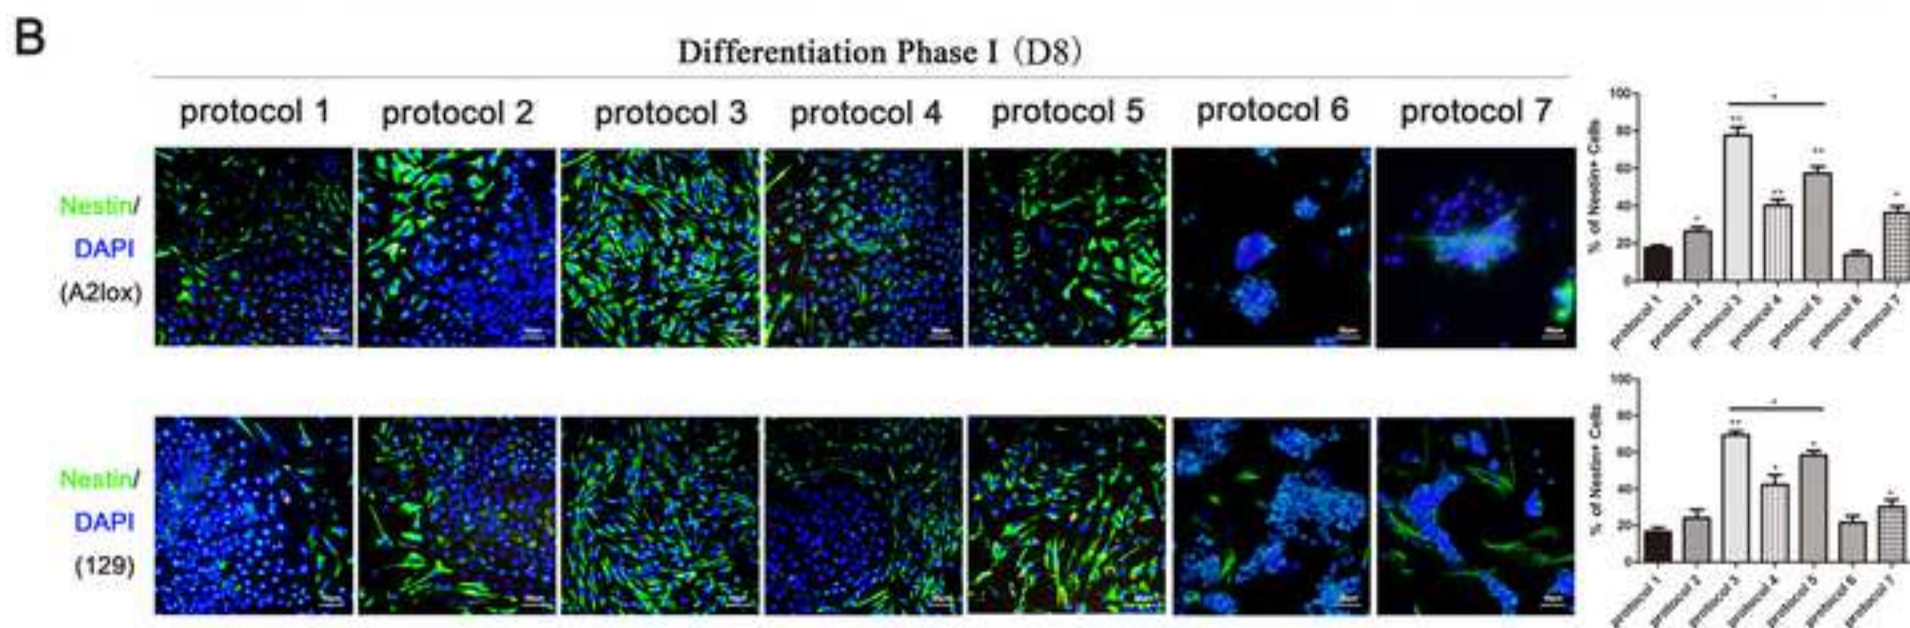 B
Differentiation Phase I (D8)
protocol 1 protocol 2 protocol 3 protocol 4 protocol 5 protocol 6 protocol 7
Nestin/
DAPI
(A2lox)
% of Nestin+ Cells
100
80
60
40
20
0
*
** ** ** * * 
protocol 1 protocol 2 protocol 3 protocol 4 protocol 5 protocol 6 protocol 7
Nestin/
DAPI
(129)
% of Nestin+ Cells
100
80
60
40
20
0
*
** * * *
protocol 1 protocol 2 protocol 3 protocol 4 protocol 5 protocol 6 protocol 7